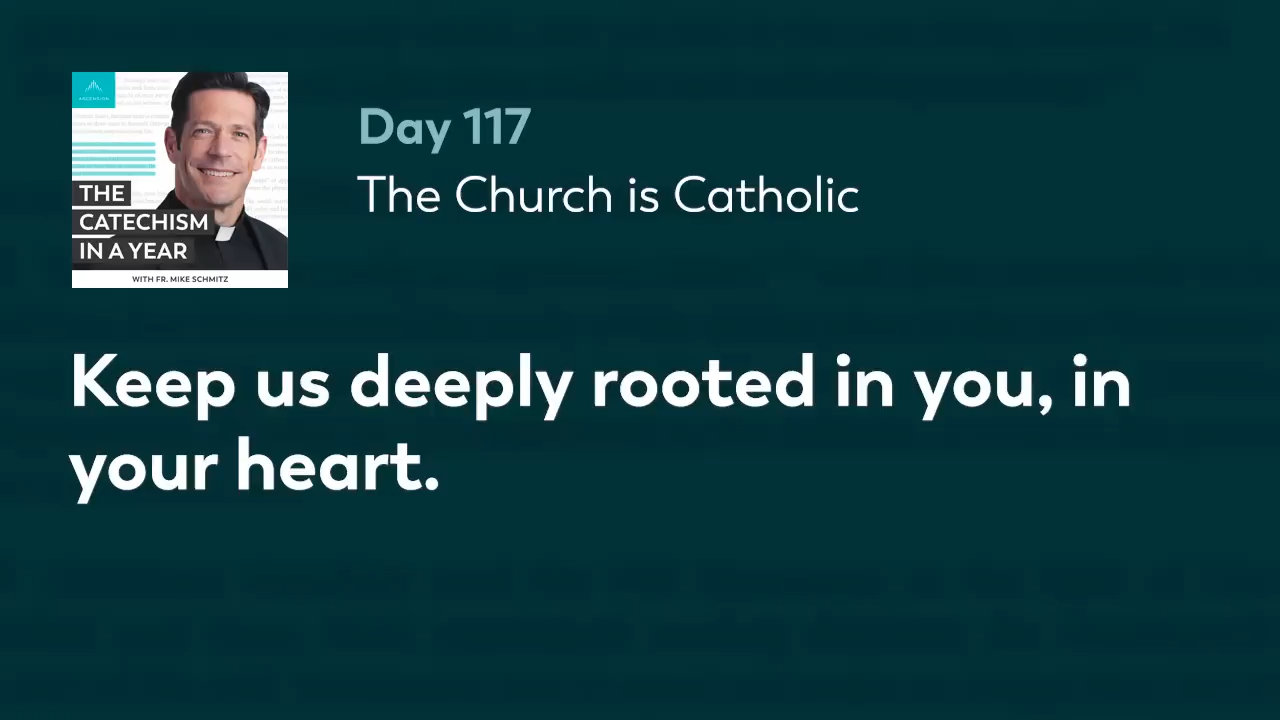 ASCENSION
THE
CATECHISM
IN A YEAR
WITH FR. MIKE SCHMITZ
Day 117
The Church is Catholic
Keep us deeply rooted in you, in
your heart.